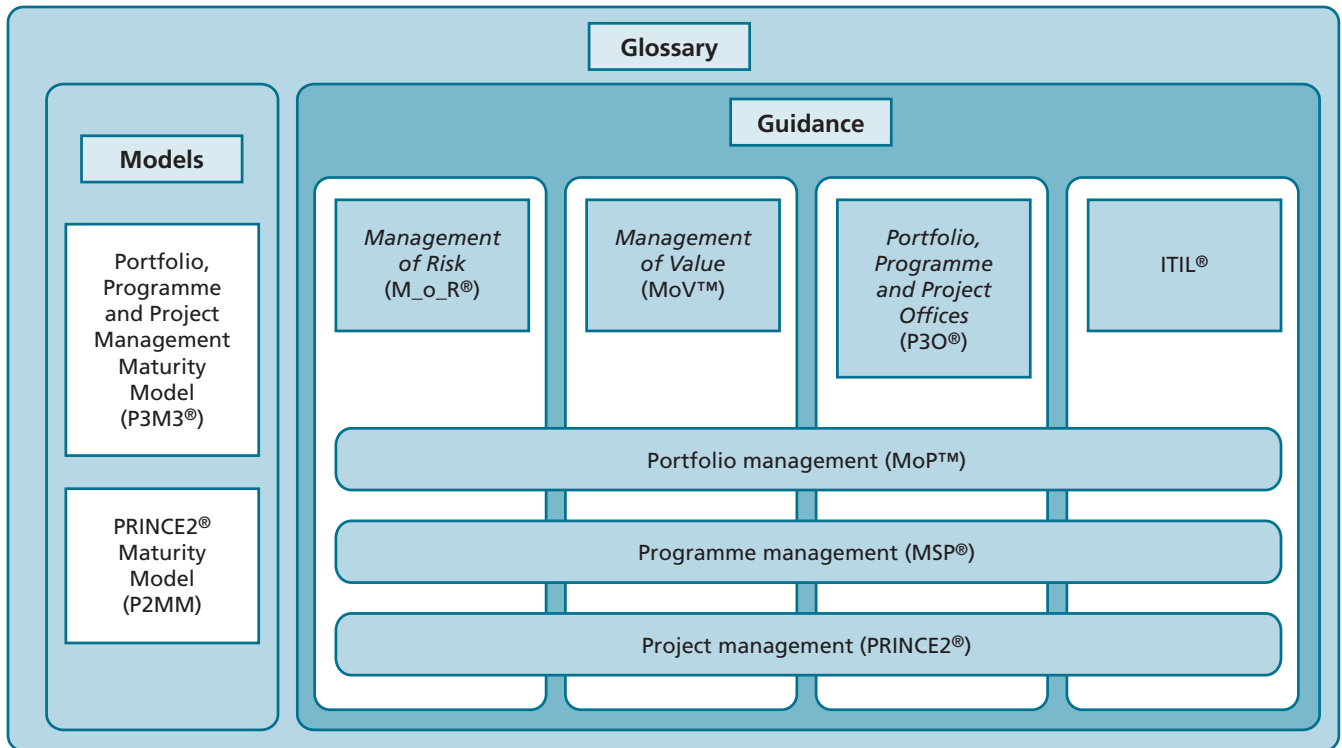 Glossary
Models
Portfolio,
Programme
and Project
Management
Maturity
Model
(P3M3®)
PRINCE2®
Maturity
Model
(P2MM)
Guidance
Management
of Risk
(M_o_R®)
Management
of Value
(MoV™)
Portfolio,
Programme
and Project
Offices
(P3O®)
ITIL®
Portfolio management (MoP™)
Programme management (MSP®)
Project management (PRINCE2®)